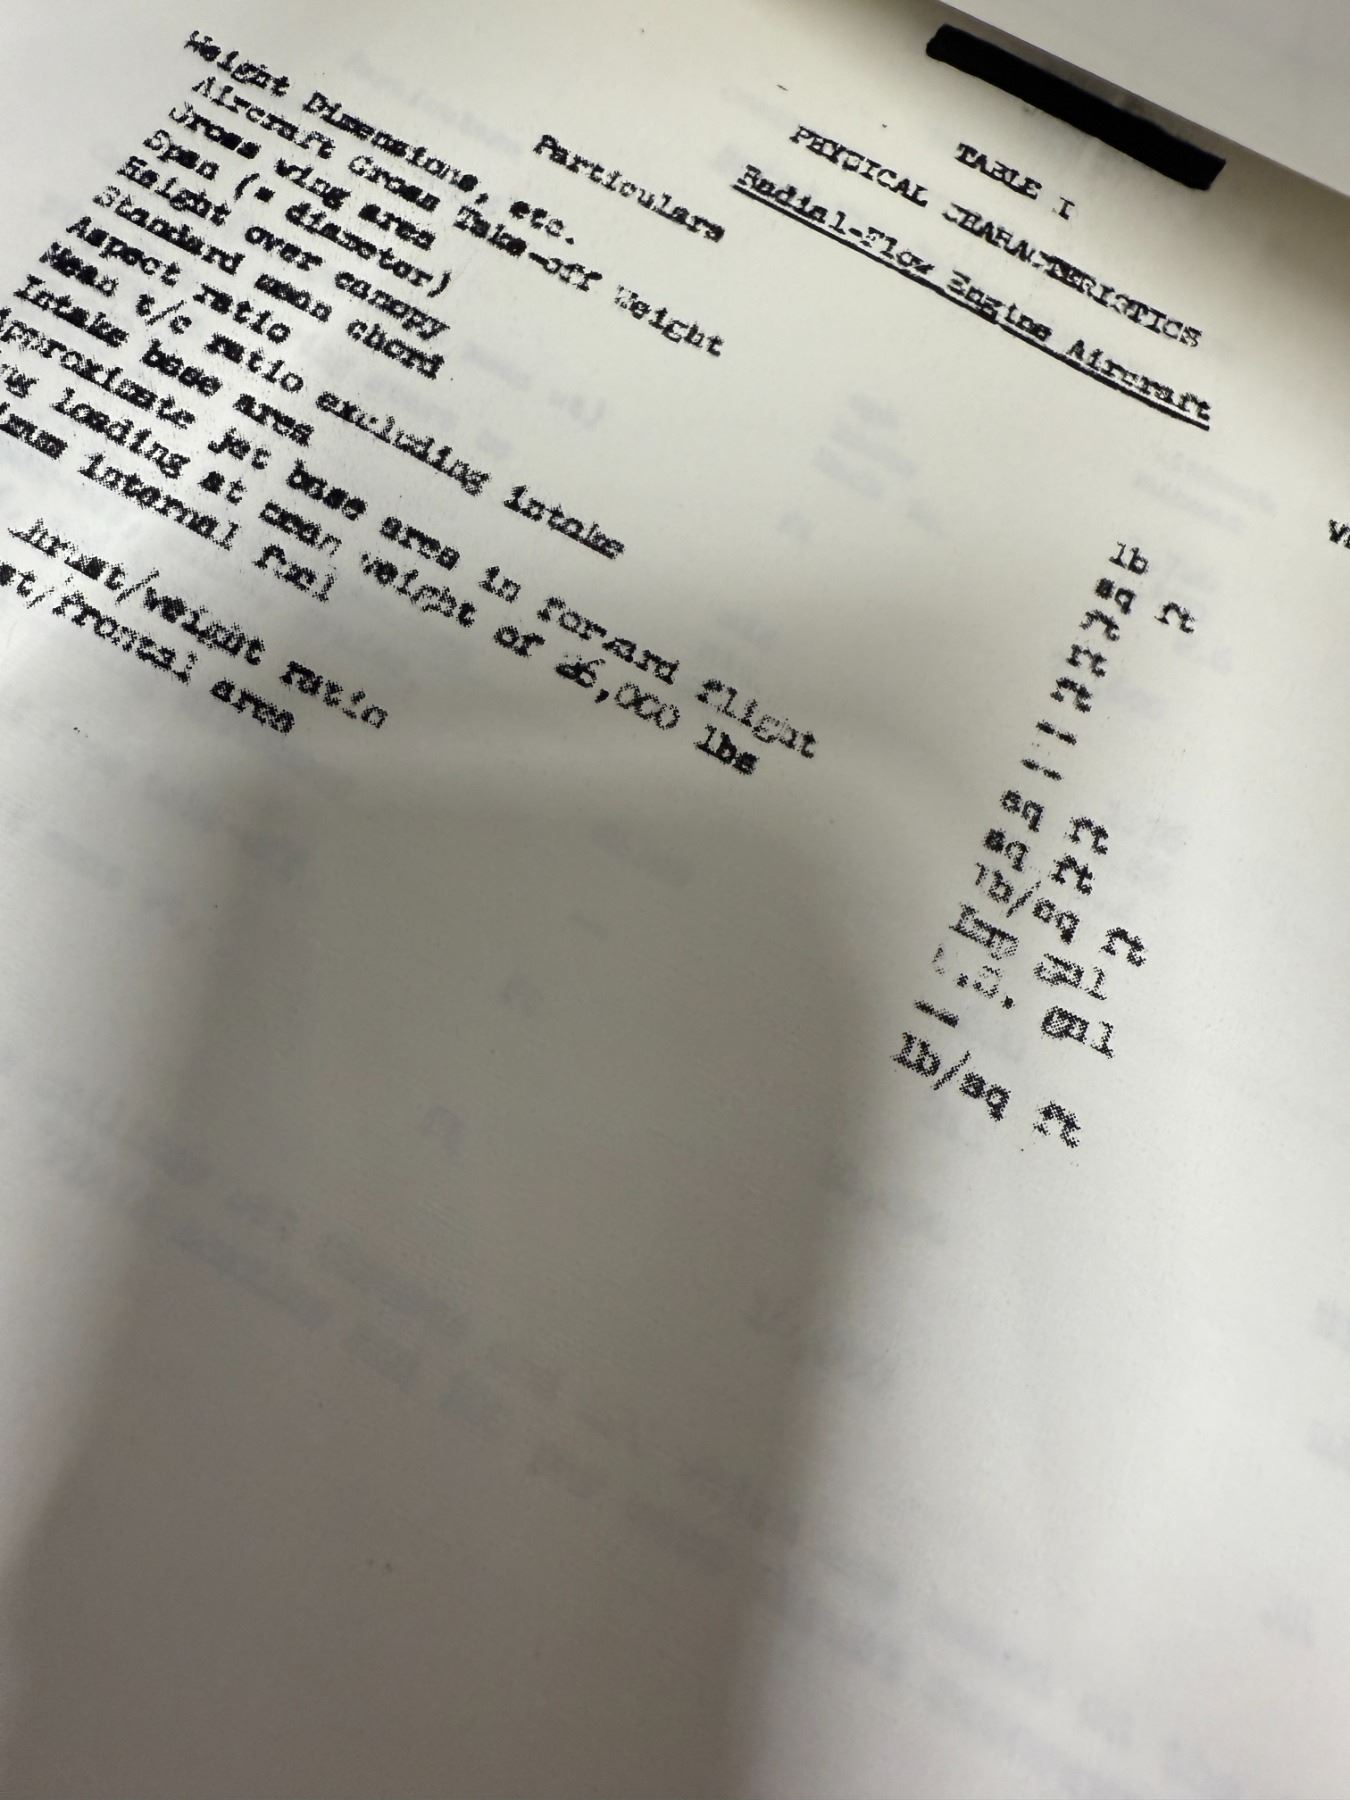 TABLE I
PHYSICAL CHARACTERISTICS
Radial-Flow Engine Aircraft
Particulars
Weight Dimensions, etc.
Aircraft Gross Take-off Weight lb
Gross wing area sq ft
Span (= diameter) ft
Height over canopy ft
Standard mean chord ft
Aspect ratio -
Mean t/c ratio excluding intake -
Intake base area sq ft
Approximate jet base area in forward flight sq ft
loading at mean weight of 26,000 lbs lb/sq ft
internal fuel Imp gal
U.S. gal
thrust/weight ratio -
/frontal area lb/sq ft